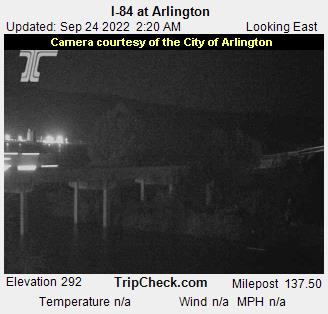 I-84 at Arlington
Updated: Sep 24 2022 2:20 AM Looking East
Camera courtesy of the City of Arlington
Elevation 292 TripCheck.com Milepost 137.50
Temperature n/a Wind n/a MPH n/a